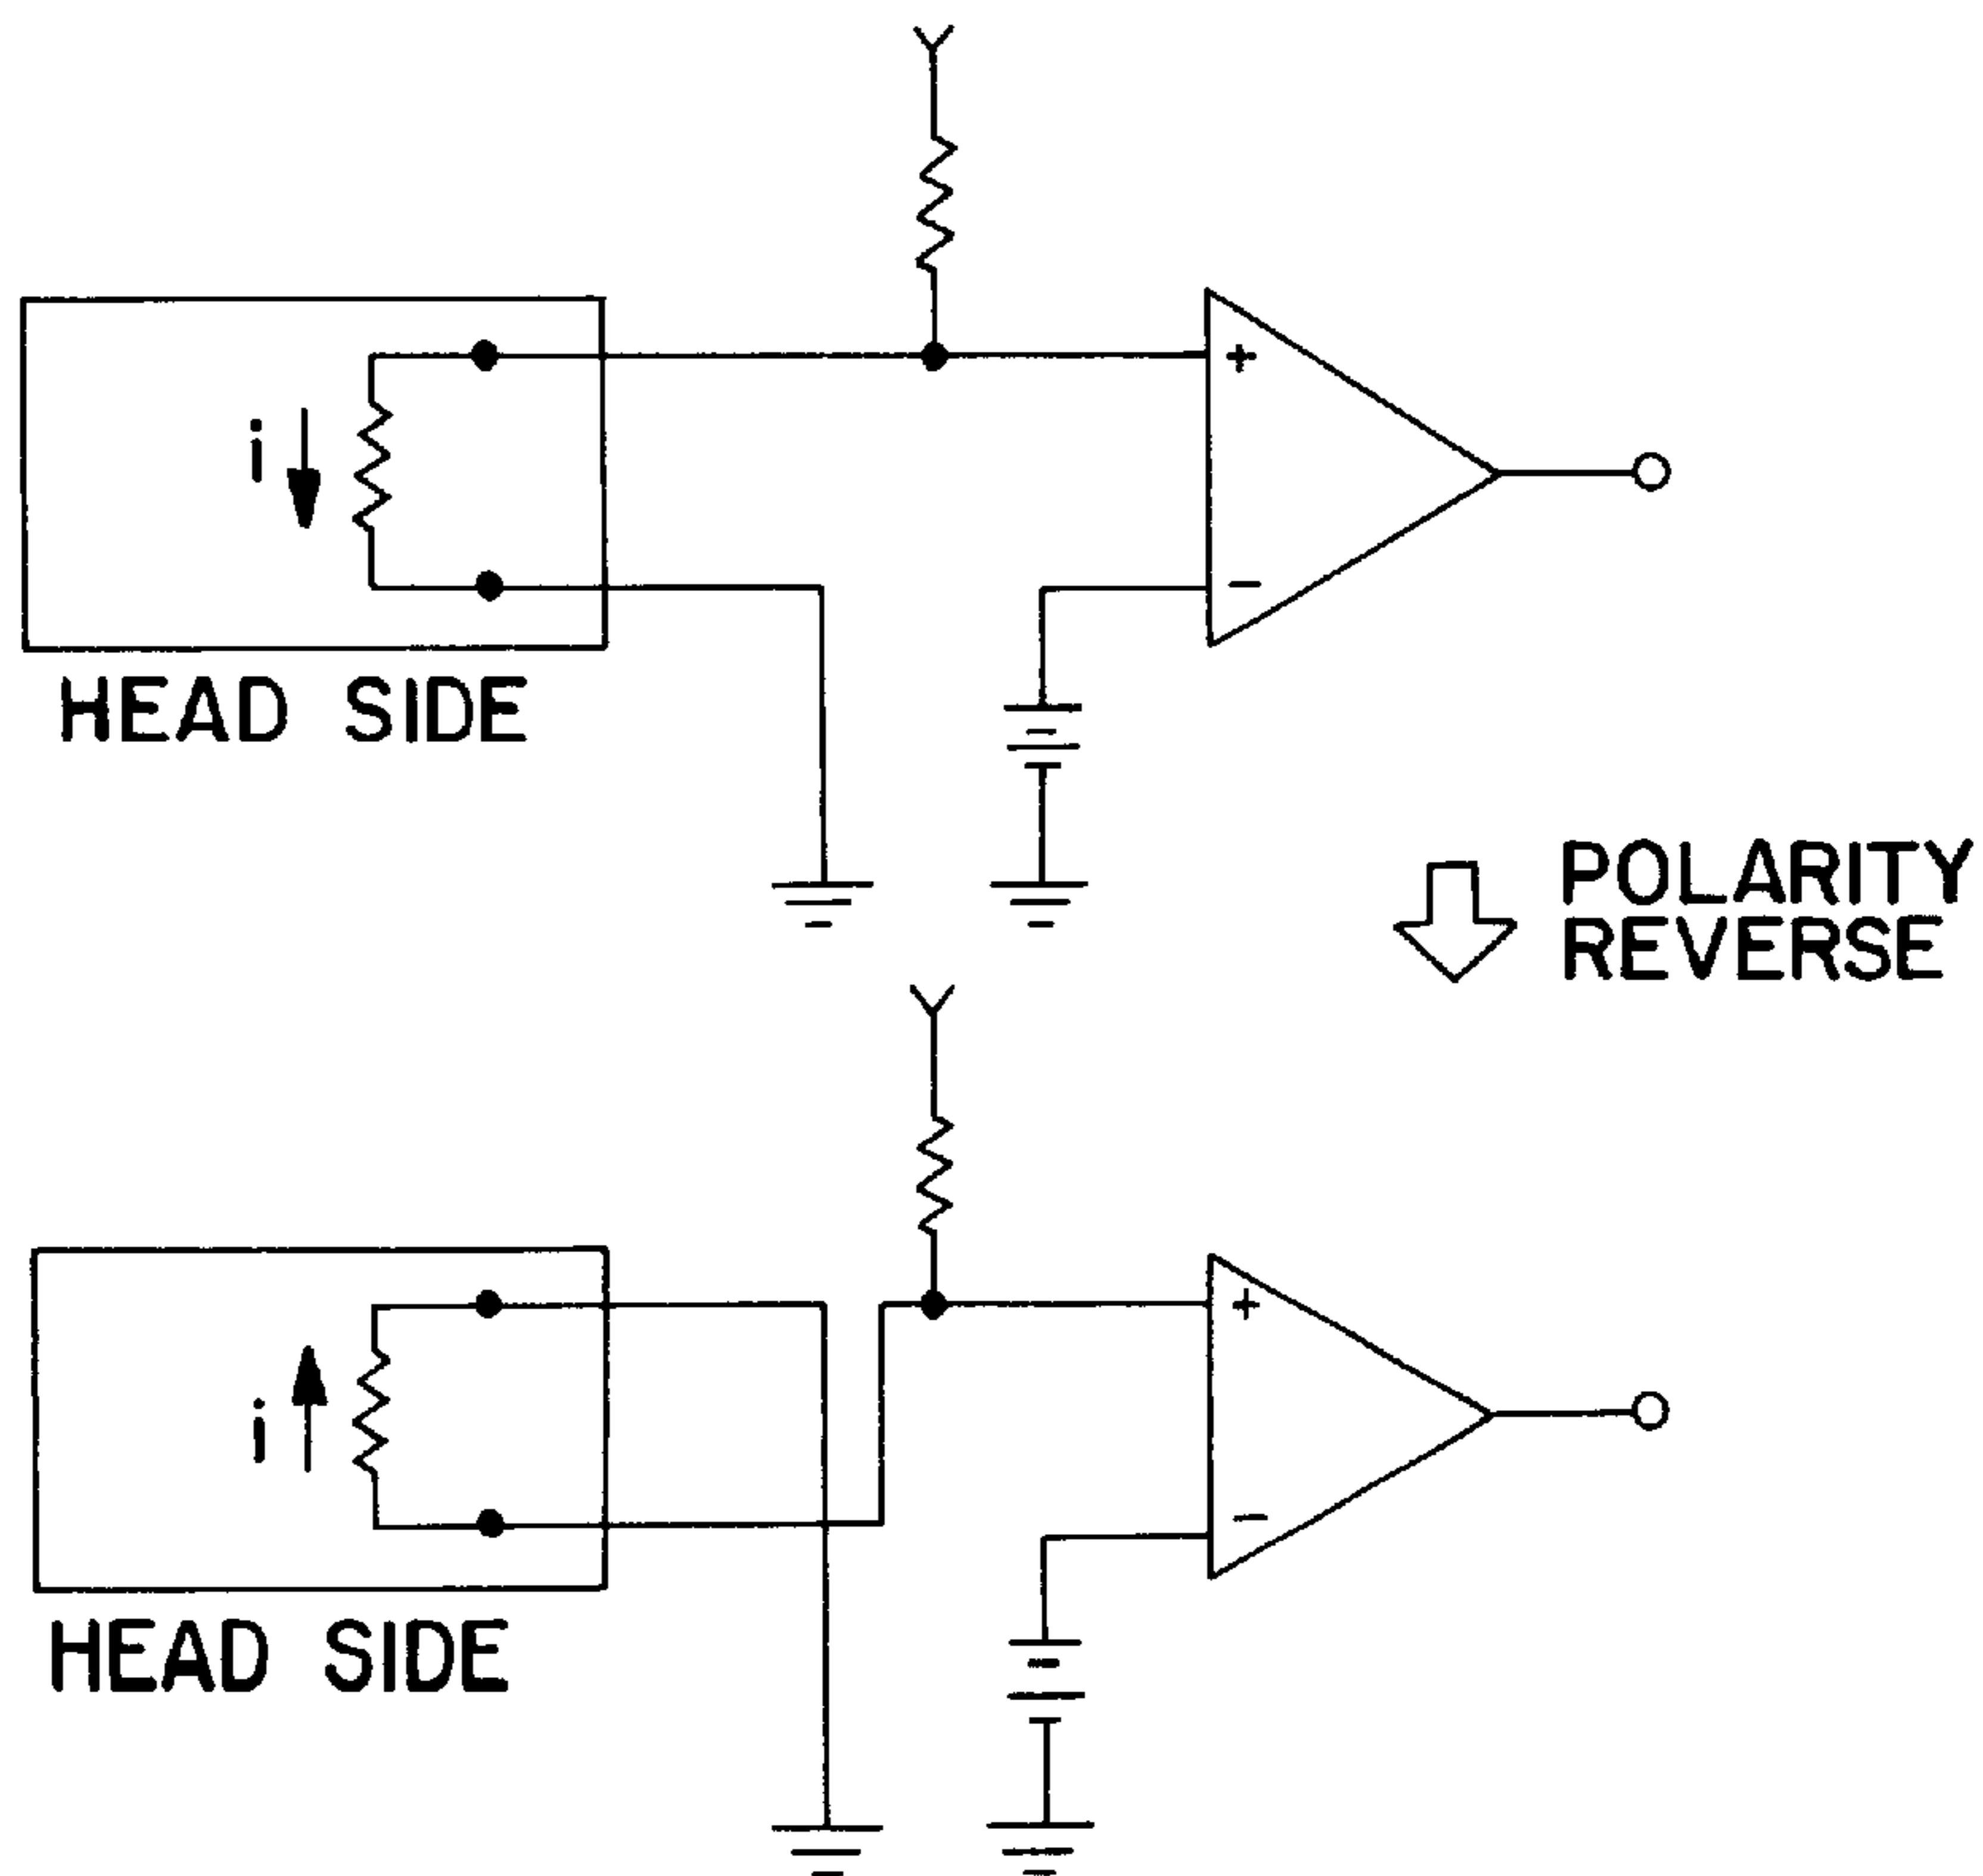 +
i
−
HEAD SIDE
POLARITY
REVERSE
+
i
−
HEAD SIDE